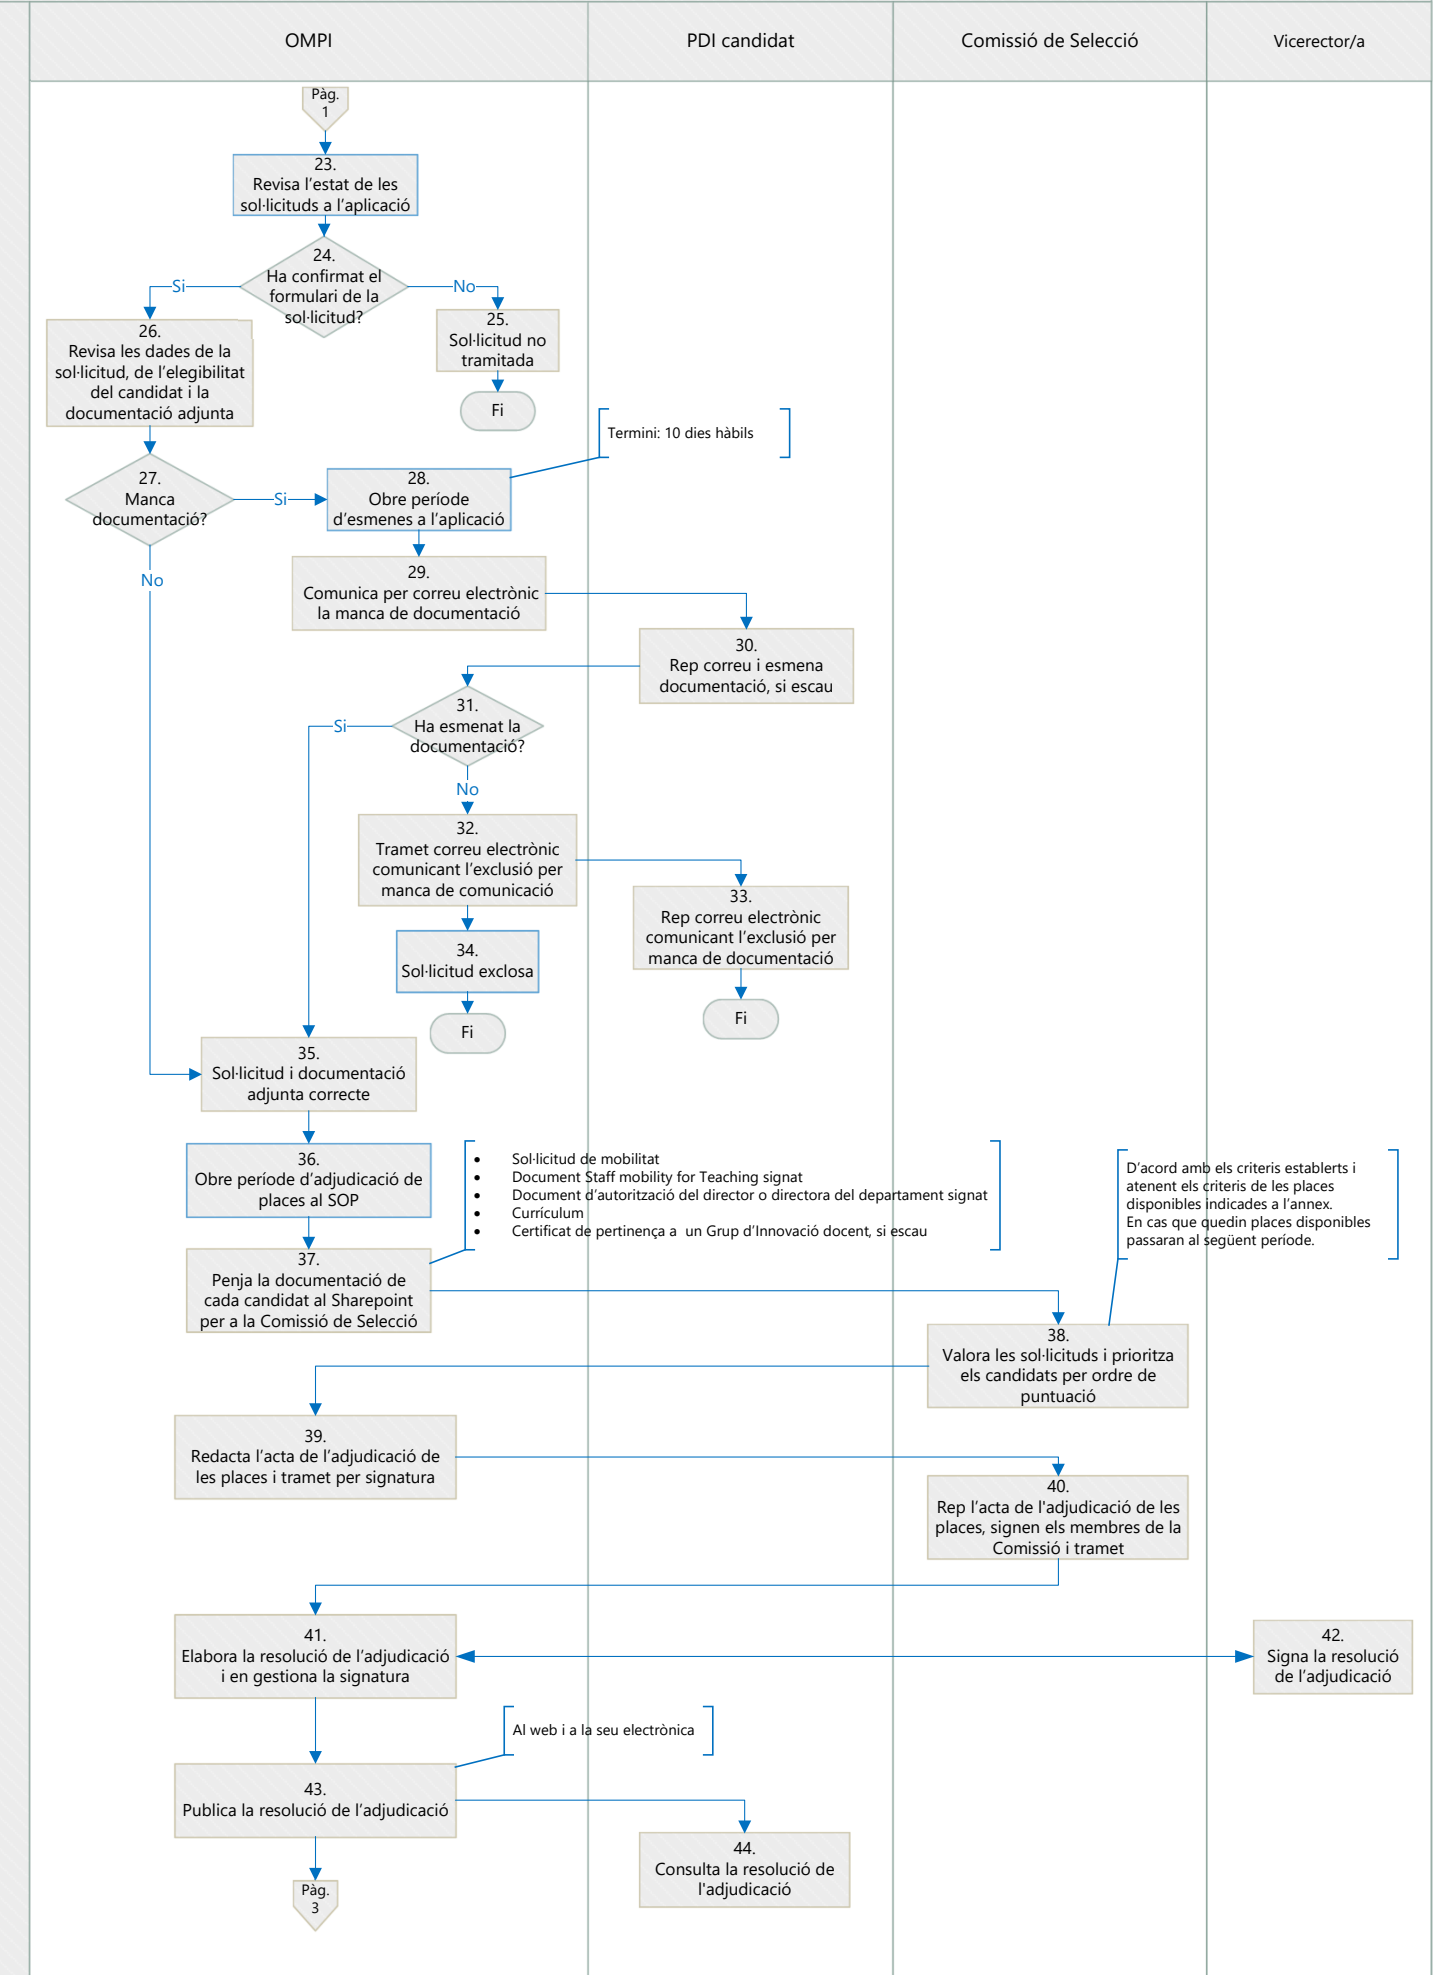 OMPI
PDI candidat
Comissió de Selecció
Vicerector/a
Pàg.
1
23.
Revisa l’estat de les
sol·licituds a l’aplicació
24.
Ha confirmat el
formulari de la
sol·licitud?
Si
No
25.
Sol·licitud no
tramitada
Fi
26.
Revisa les dades de la
sol·licitud, de l’elegibilitat
del candidat i la
documentació adjunta
Termini: 10 dies hàbils
27.
Manca
documentació?
Si
No
28.
Obre període
d’esmenes a l’aplicació
29.
Comunica per correu electrònic
la manca de documentació
30.
Rep correu i esmena
documentació, si escau
31.
Ha esmenat la
documentació?
Si
No
32.
Tramet correu electrònic
comunicant l’exclusió per
manca de comunicació
33.
Rep correu electrònic
comunicant l’exclusió per
manca de documentació
Fi
34.
Sol·licitud exclosa
Fi
35.
Sol·licitud i documentació
adjunta correcte
36.
Obre període d’adjudicació de
places al SOP
• Sol·licitud de mobilitat
• Document Staff mobility for Teaching signat
• Document d’autorització del director o directora del departament signat
• Currículum
• Certificat de pertinença a un Grup d’Innovació docent, si escau
D’acord amb els criteris establerts i
atenent els criteris de les places
disponibles indicades a l’annex.
En cas que quedin places disponibles
passaran al següent període.
37.
Penja la documentació de
cada candidat al Sharepoint
per a la Comissió de Selecció
38.
Valora les sol·licituds i prioritza
els candidats per ordre de
puntuació
39.
Redacta l’acta de l’adjudicació de
les places i tramet per signatura
40.
Rep l’acta de l'adjudicació de les
places, signen els membres de la
Comissió i tramet
41.
Elabora la resolució de l’adjudicació
i en gestiona la signatura
42.
Signa la resolució
de l’adjudicació
Al web i a la seu electrònica
43.
Publica la resolució de l’adjudicació
44.
Consulta la resolució de
l'adjudicació
Pàg.
3